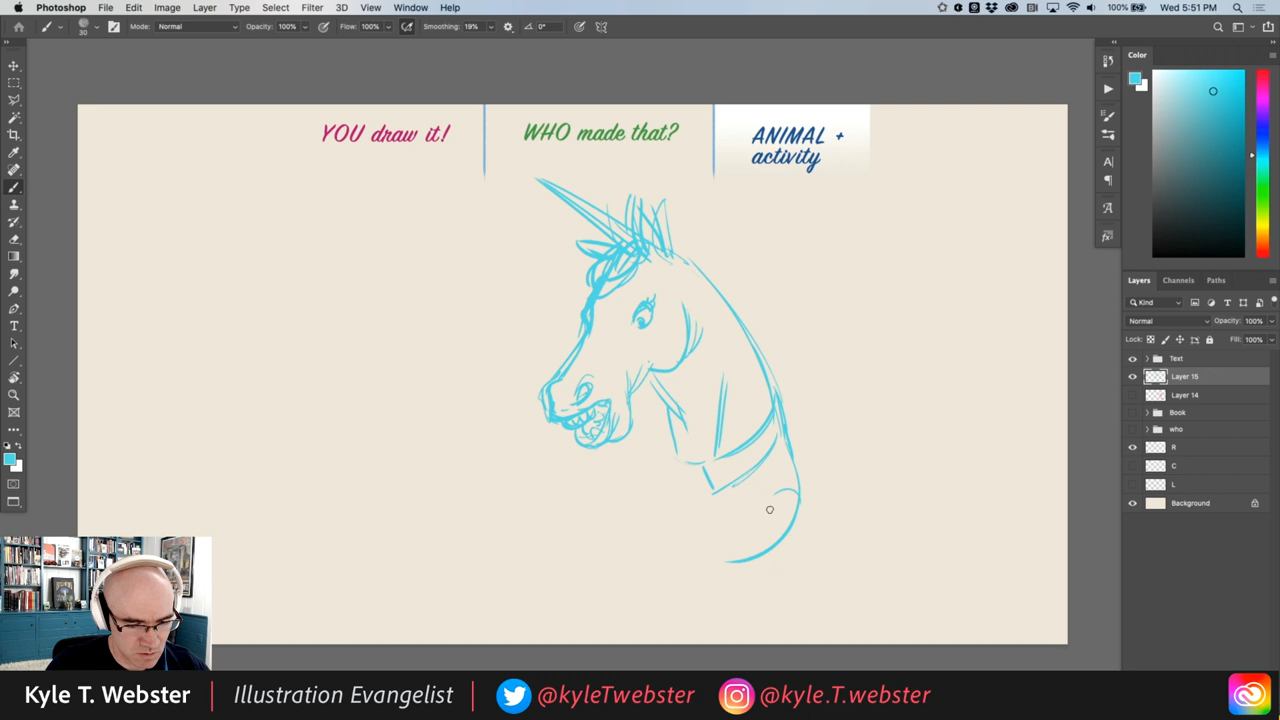 Photoshop File Edit Image Layer Type Select Filter 3D View Window Help
100% Wed 5:51 PM
30 Mode: Normal Opacity: 100% Flow: 100% Smoothing: 19% 0°
YOU draw it!
WHO made that?
ANIMAL +
activity
Color
Layers Channels Paths
Kind
Normal Opacity: 100%
Lock: Fill: 100%
Text
Layer 15
Layer 14
Book
who
R
C
L
Background
Kyle T. Webster | Illustration Evangelist @kyleTwebster @kyle.T.webster